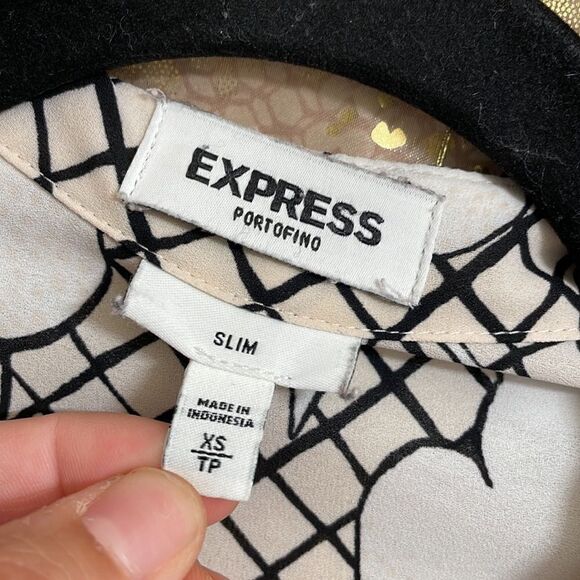 EXPRESS
PORTOFINO
SLIM
MADE IN
INDONESIA
XS
TP